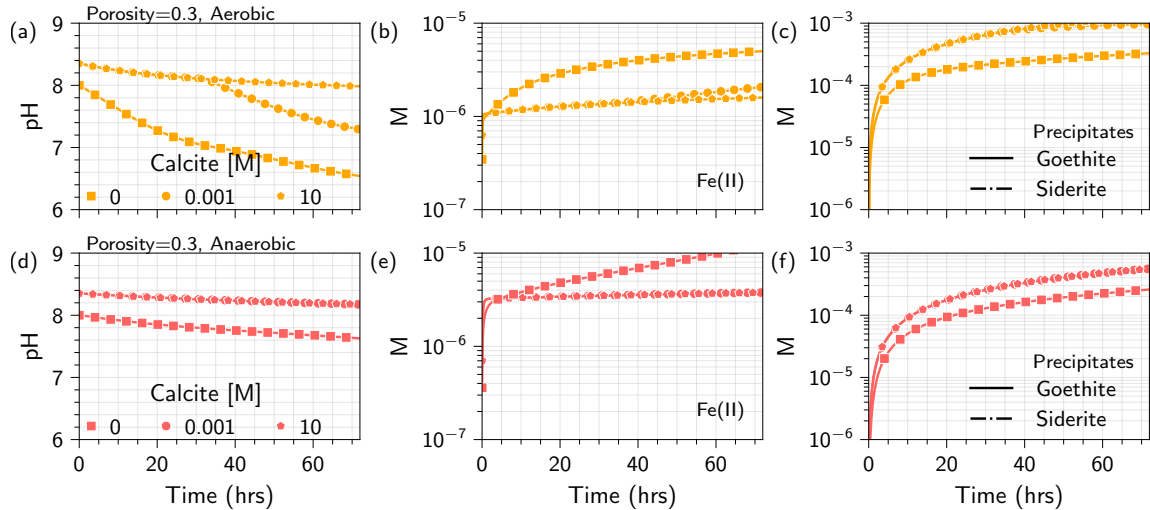 Porosity=0.3, Aerobic
(a)
9
8
7
6
pH
Calcite [M]
0 0.001 10
(b)
10⁻⁵
10⁻⁶
10⁻⁷
M
Fe(II)
(c)
10⁻³
10⁻⁴
10⁻⁵
10⁻⁶
M
Precipitates
Goethite
Siderite
Porosity=0.3, Anaerobic
(d)
9
8
7
6
pH
Calcite [M]
0 0.001 10
0 20 40 60
Time (hrs)
(e)
10⁻⁵
10⁻⁶
10⁻⁷
M
Fe(II)
0 20 40 60
Time (hrs)
(f)
10⁻³
10⁻⁴
10⁻⁵
10⁻⁶
M
Precipitates
Goethite
Siderite
0 20 40 60
Time (hrs)